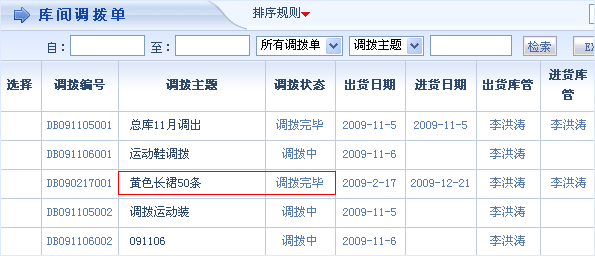 库间调拨单 排序规则
自： 至： 所有调拨单 调拨主题 检索
选择 调拨编号 调拨主题 调拨状态 出货日期 进货日期 出货库管 进货库管
DB091105001 总库11月调出 调拨完毕 2009-11-5 2009-11-5 李洪涛 李洪涛
DB091106001 运动鞋调拨 调拨中 2009-11-6 李洪涛
DB090217001 黄色长裙50条 调拨完毕 2009-2-17 2009-12-21 李洪涛 李洪涛
DB091105002 调拨运动装 调拨中 2009-11-5 李洪涛
DB091106002 091106 调拨中 2009-11-6 李洪涛